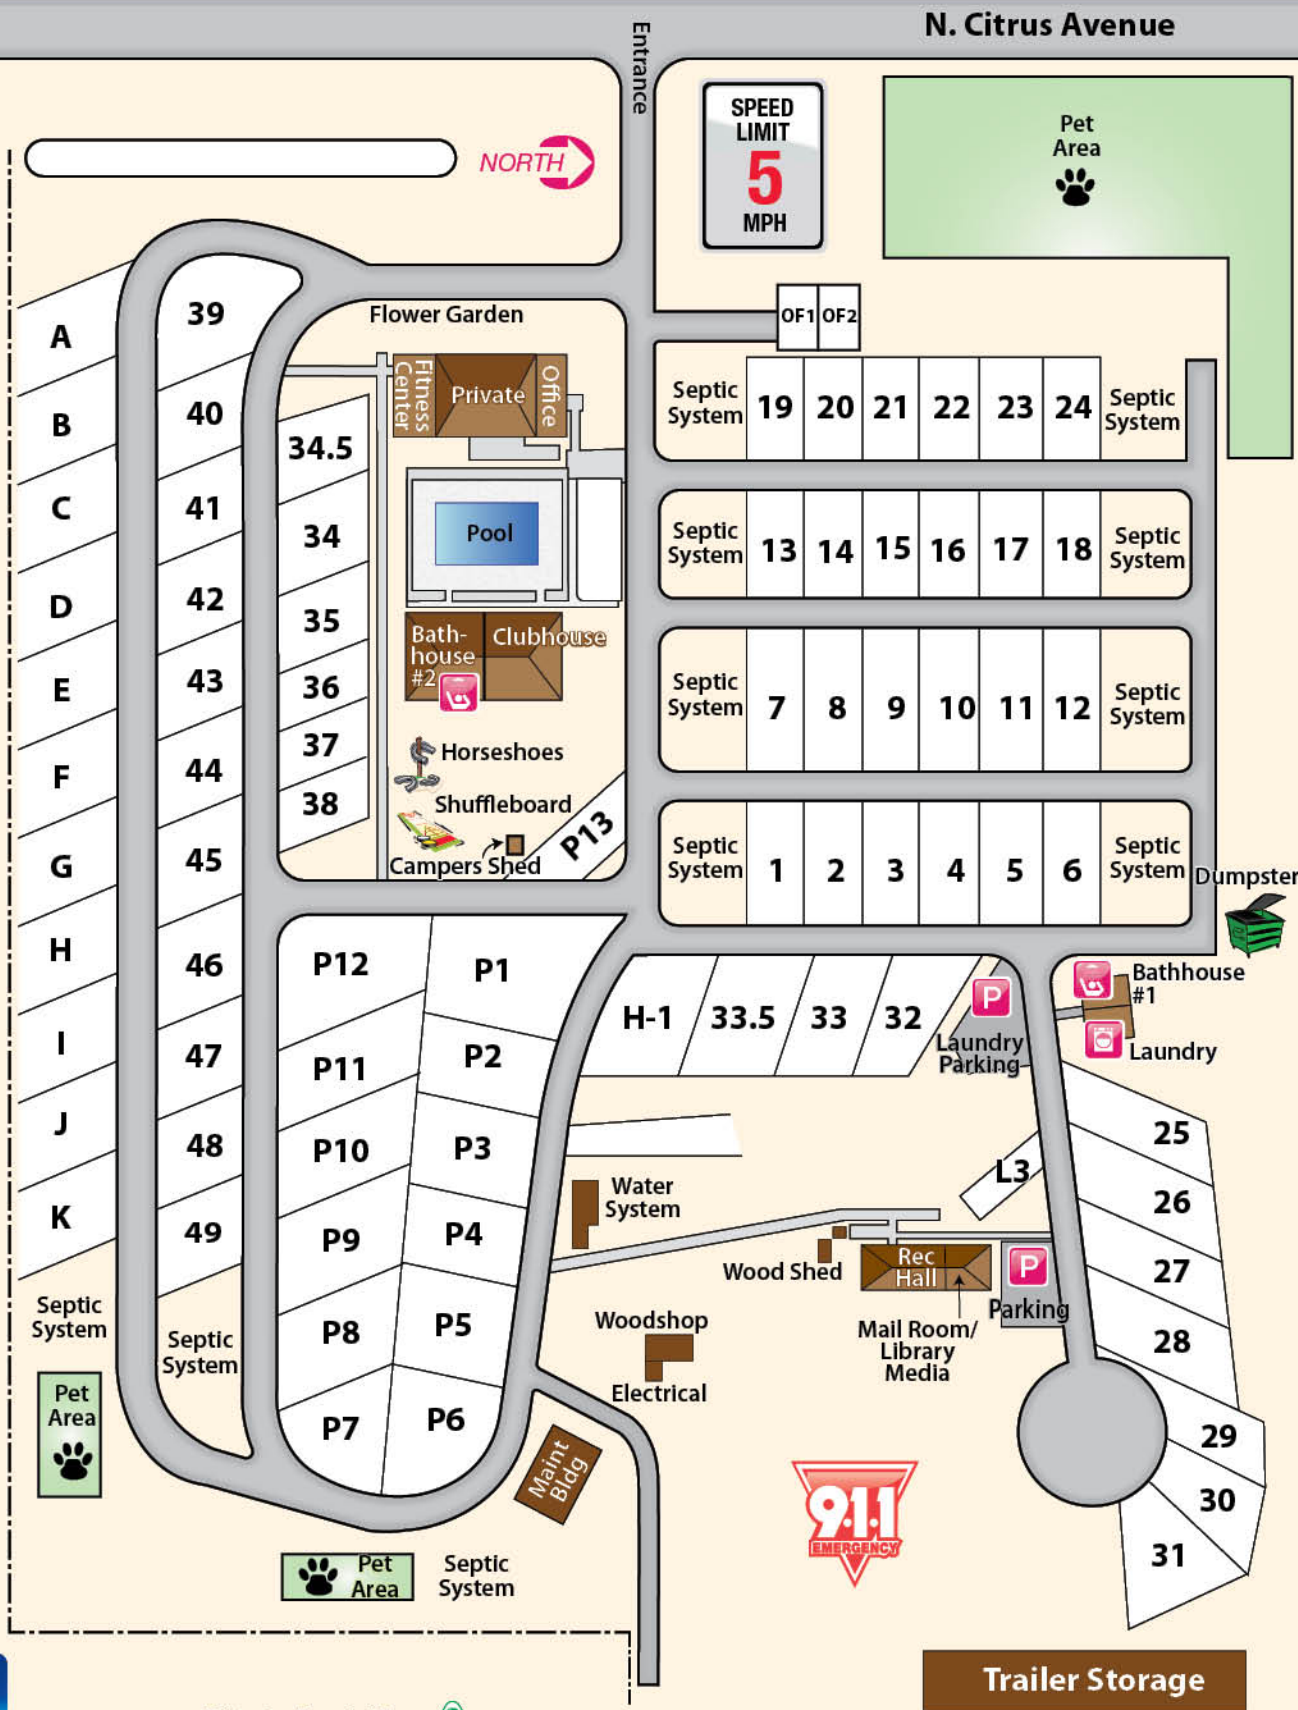 N. Citrus Avenue
Entrance
SPEED
LIMIT
5
MPH
Pet
Area
NORTH
Flower Garden
OF1
OF2
A
B
C
D
E
F
G
H
I
J
K
39
40
41
42
43
44
45
46
47
48
49
34.5
34
35
36
37
38
Fitness
Center
Private
Office
Pool
Bath-
house
#2
Clubhouse
Horseshoes
Shuffleboard
Campers Shed
P13
Septic
System
19
20
21
22
23
24
Septic
System
Septic
System
13
14
15
16
17
18
Septic
System
Septic
System
7
8
9
10
11
12
Septic
System
Septic
System
1
2
3
4
5
6
Septic
System
Dumpster
P12
P11
P10
P9
P8
P7
P1
P2
P3
P4
P5
P6
H-1
33.5
33
32
P
Laundry
Parking
Bathhouse
#1
Laundry
25
26
27
28
29
30
31
L3
Water
System
Wood Shed
Rec
Hall
P
Parking
Mail Room/
Library
Media
Woodshop
Electrical
Maint
Bldg
9.1.1
EMERGENCY
Septic
System
Septic
System
Pet
Area
Pet
Area
Septic
System
Trailer Storage